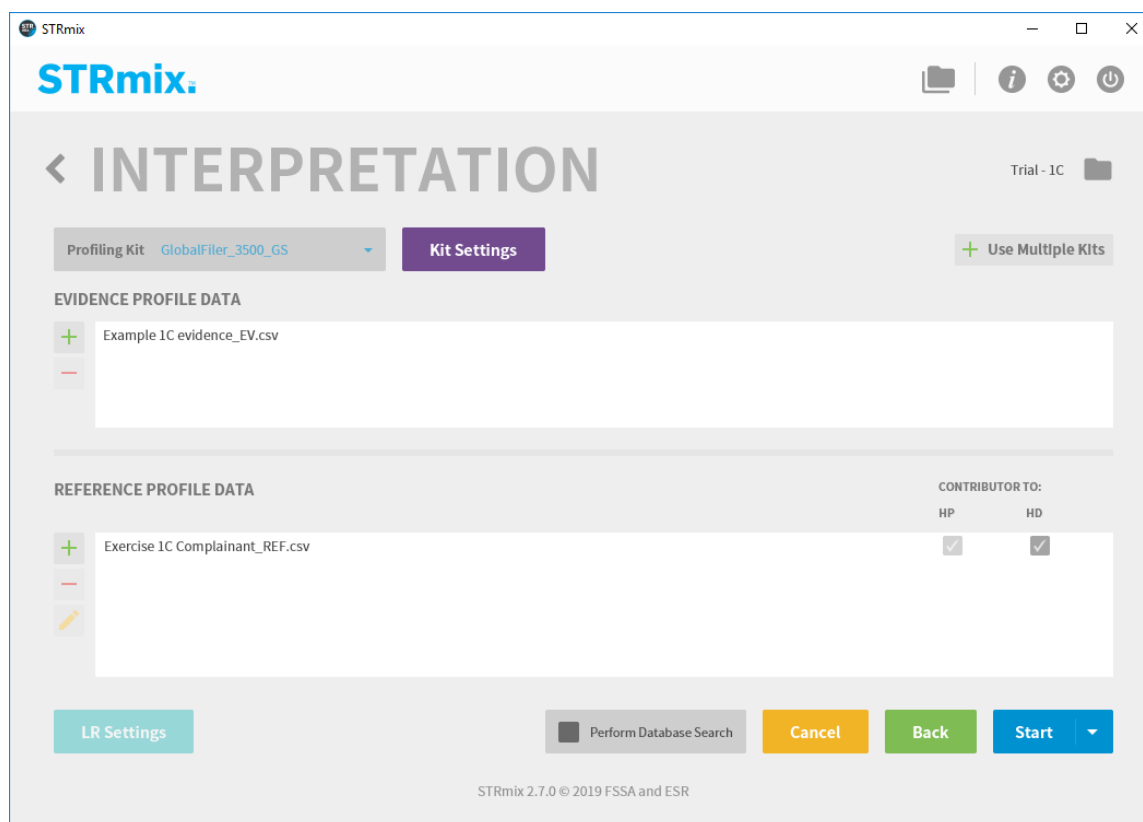 STRmix
STRmix.™
INTERPRETATION
Trial - 1C
Profiling Kit GlobalFiler_3500_GS
Kit Settings
+ Use Multiple Kits
EVIDENCE PROFILE DATA
Example 1C evidence_EV.csv
REFERENCE PROFILE DATA
CONTRIBUTOR TO:
HP HD
Exercise 1C Complainant_REF.csv
LR Settings
Perform Database Search
Cancel
Back
Start
STRmix 2.7.0 © 2019 FSSA and ESR